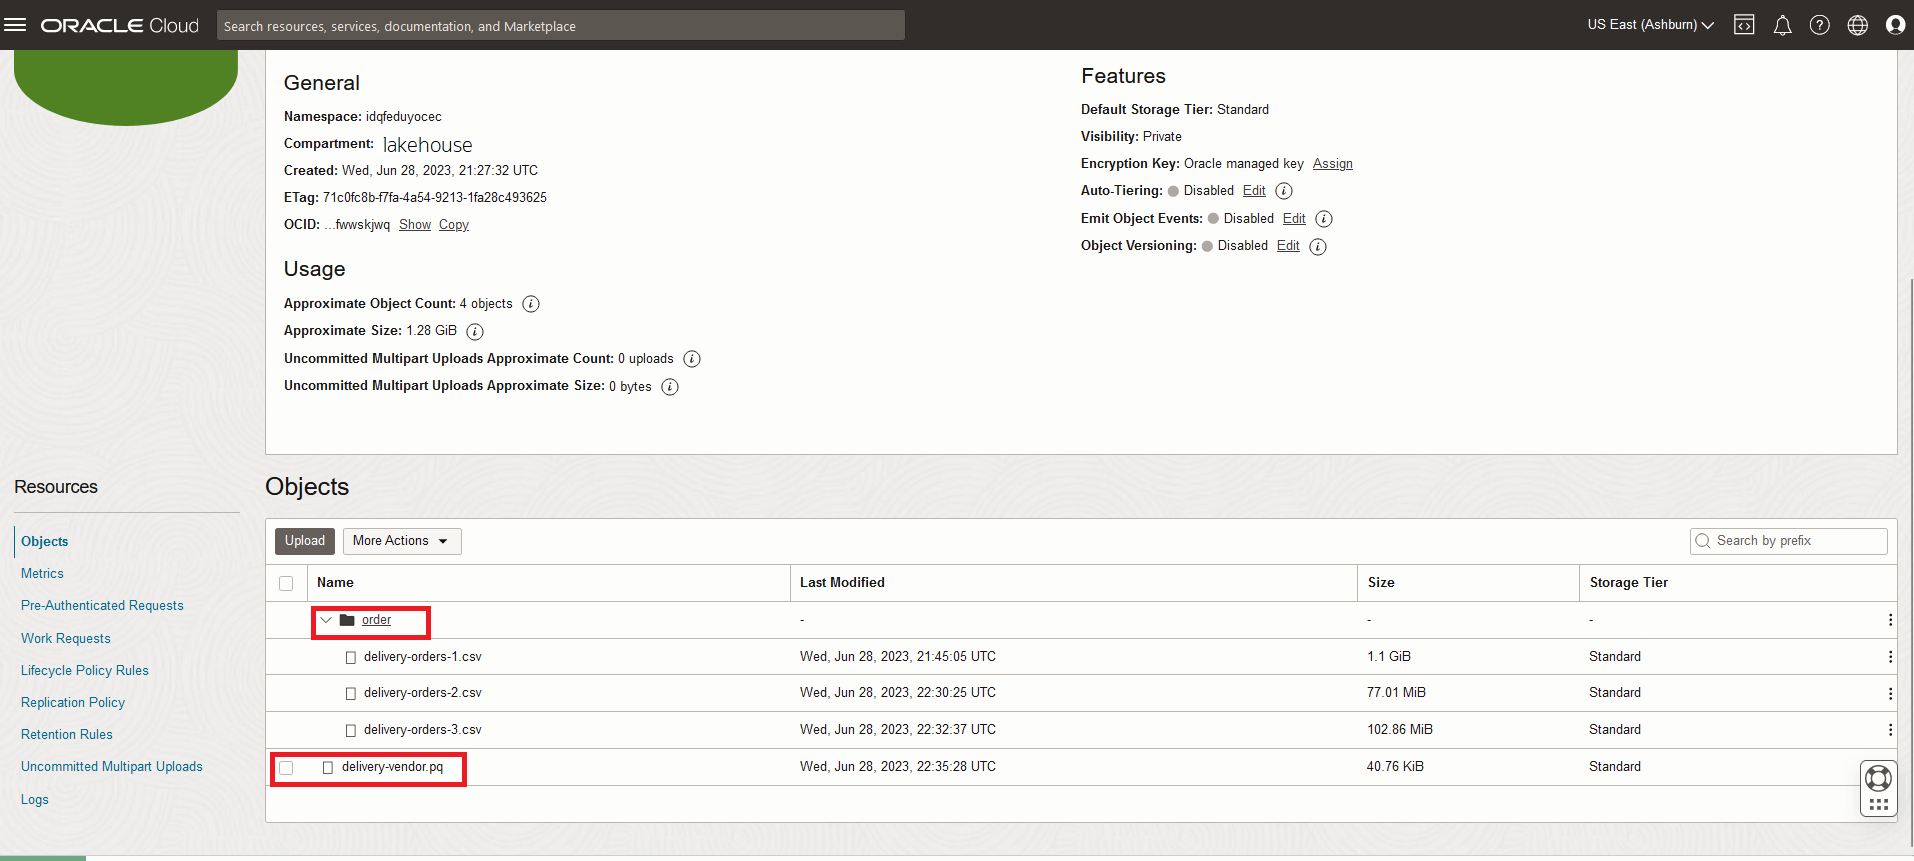 ORACLE Cloud
Search resources, services, documentation, and Marketplace
US East (Ashburn)
General
Namespace: idqfeduyocec
Compartment: lakehouse
Created: Wed, Jun 28, 2023, 21:27:32 UTC
ETag: 71c0fc8b-f7fa-4a54-9213-1fa28c493625
OCID: ...fwwskjwq Show Copy
Usage
Approximate Object Count: 4 objects
Approximate Size: 1.28 GiB
Uncommitted Multipart Uploads Approximate Count: 0 uploads
Uncommitted Multipart Uploads Approximate Size: 0 bytes
Features
Default Storage Tier: Standard
Visibility: Private
Encryption Key: Oracle managed key Assign
Auto-Tiering: Disabled Edit
Emit Object Events: Disabled Edit
Object Versioning: Disabled Edit
Resources
Objects
Metrics
Pre-Authenticated Requests
Work Requests
Lifecycle Policy Rules
Replication Policy
Retention Rules
Uncommitted Multipart Uploads
Logs
Objects
Upload More Actions Search by prefix
Name Last Modified Size Storage Tier
order - - -
delivery-orders-1.csv Wed, Jun 28, 2023, 21:45:05 UTC 1.1 GiB Standard
delivery-orders-2.csv Wed, Jun 28, 2023, 22:30:25 UTC 77.01 MiB Standard
delivery-orders-3.csv Wed, Jun 28, 2023, 22:32:37 UTC 102.86 MiB Standard
delivery-vendor.pq Wed, Jun 28, 2023, 22:35:28 UTC 40.76 KiB Standard